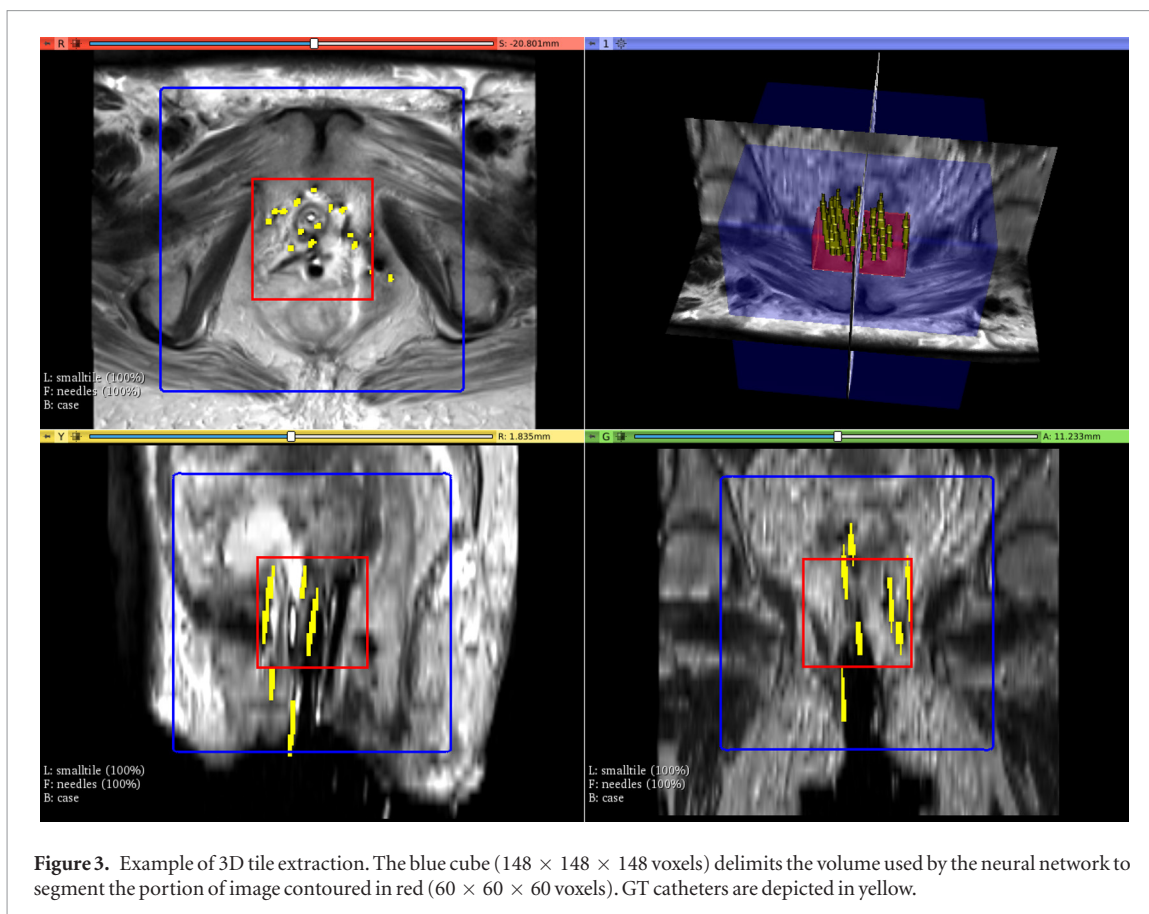 R S: -20.801mm
1
L: smalltile (100%)
F: needles (100%)
B: case
Y R: 1.835mm
G A: 11.233mm
L: smalltile (100%)
F: needles (100%)
B: case
L: smalltile (100%)
F: needles (100%)
B: case
Figure 3. Example of 3D tile extraction. The blue cube (148 × 148 × 148 voxels) delimits the volume used by the neural network to
segment the portion of image contoured in red (60 × 60 × 60 voxels). GT catheters are depicted in yellow.